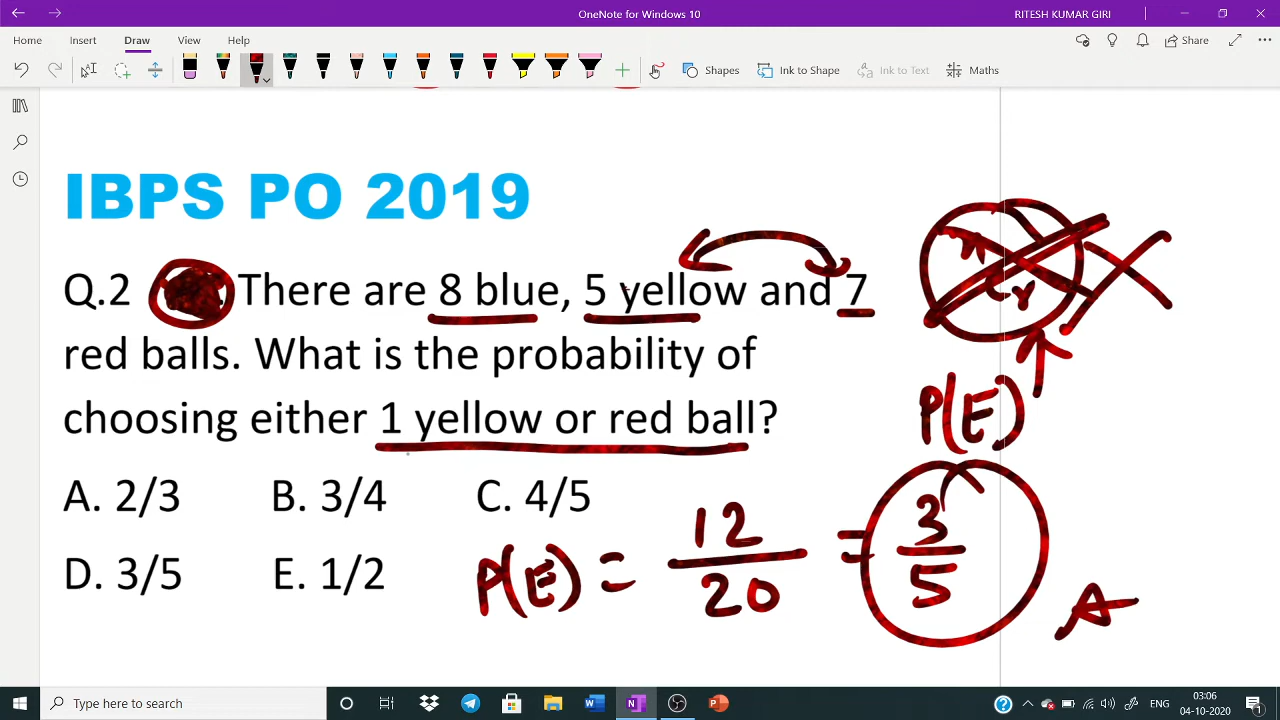 OneNote for Windows 10
RITESH KUMAR GIRI
Home Insert Draw View Help
Share
Shapes Ink to Shape Ink to Text Maths
IBPS PO 2019
Q.2 There are 8 blue, 5 yellow and 7
red balls. What is the probability of
choosing either 1 yellow or red ball?
A. 2/3 B. 3/4 C. 4/5
D. 3/5 E. 1/2
P(E)
P(E) = 12/20 = 3/5
Type here to search
ENG
03:06
04-10-2020